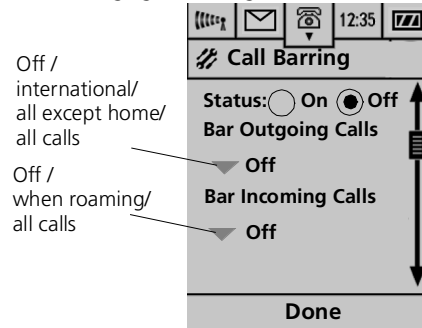 12:35
Call Barring
Off /
international/
all except home/
all calls
Status: On Off
Bar Outgoing Calls
Off
Off /
when roaming/
all calls
Bar Incoming Calls
Off
Done